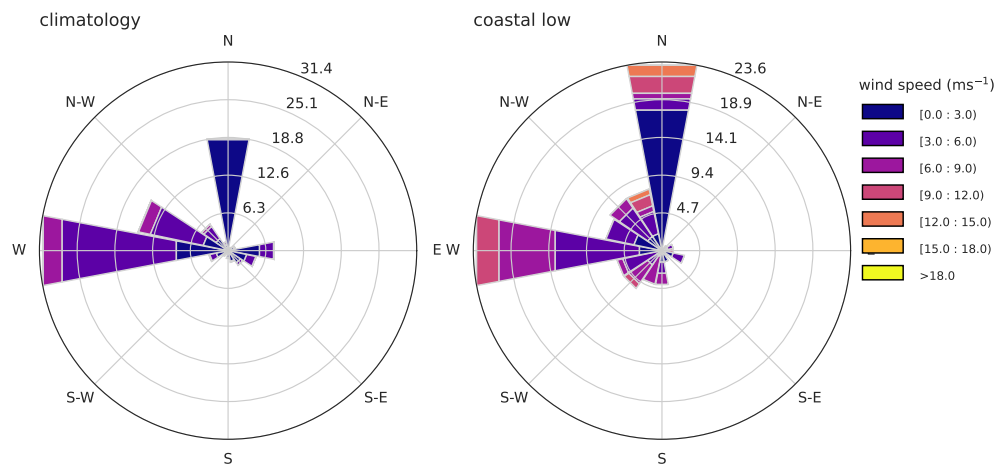 climatology
N
N-E
E
S-E
S
S-W
W
N-W
6.3
12.6
18.8
25.1
31.4
coastal low
N
N-E
S-E
S
S-W
W
N-W
4.7
9.4
14.1
18.9
23.6
wind speed (ms⁻¹)
[0.0 : 3.0)
[3.0 : 6.0)
[6.0 : 9.0)
[9.0 : 12.0)
[12.0 : 15.0)
[15.0 : 18.0)
>18.0